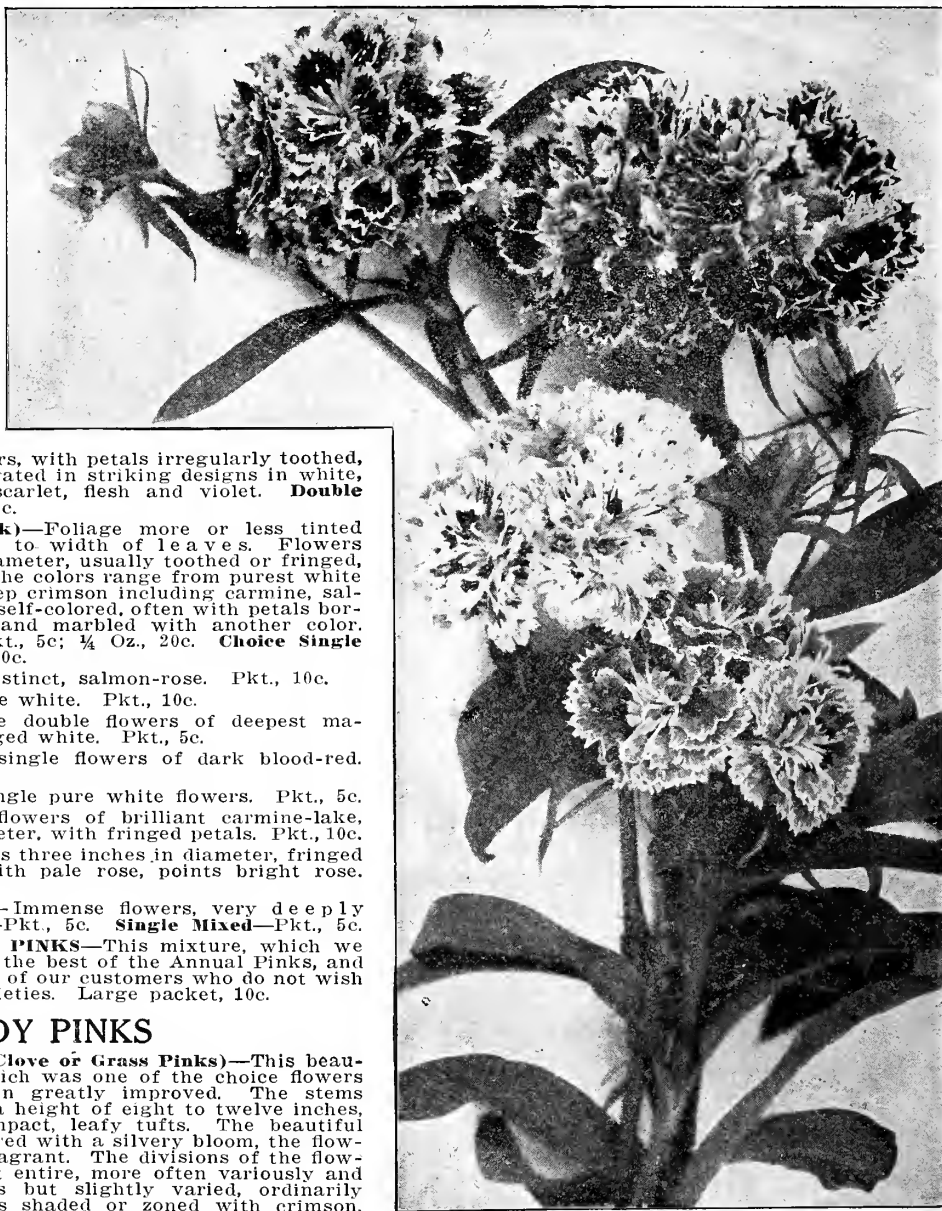 rs, with petals irregularly toothed,
rated in striking designs in white,
scarlet, flesh and violet. Double
c.
k)—Foliage more or less tinted
to width of leaves. Flowers
ameter, usually toothed or fringed,
he colors range from purest white
ep crimson including carmine, sal-
self-colored, often with petals bor-
and marbled with another color.
kt., 5c; ¼ Oz., 20c. Choice Single
0c.
stinct, salmon-rose. Pkt., 10c.
e white. Pkt., 10c.
e double flowers of deepest ma-
ged white. Pkt., 5c.
single flowers of dark blood-red.
ngle pure white flowers. Pkt., 5c.
flowers of brilliant carmine-lake,
eter, with fringed petals. Pkt., 10c.
s three inches in diameter, fringed
ith pale rose, points bright rose.
-Immense flowers, very deeply
-Pkt., 5c. Single Mixed—Pkt., 5c.
PINKS—This mixture, which we
the best of the Annual Pinks, and
of our customers who do not wish
ieties. Large packet, 10c.
DY PINKS
Clove or Grass Pinks)—This beau-
ich was one of the choice flowers
n greatly improved. The stems
a height of eight to twelve inches,
mpact, leafy tufts. The beautiful
red with a silvery bloom, the flow-
agrant. The divisions of the flow-
entire, more often variously and
s but slightly varied, ordinarily
s shaded or zoned with crimson.